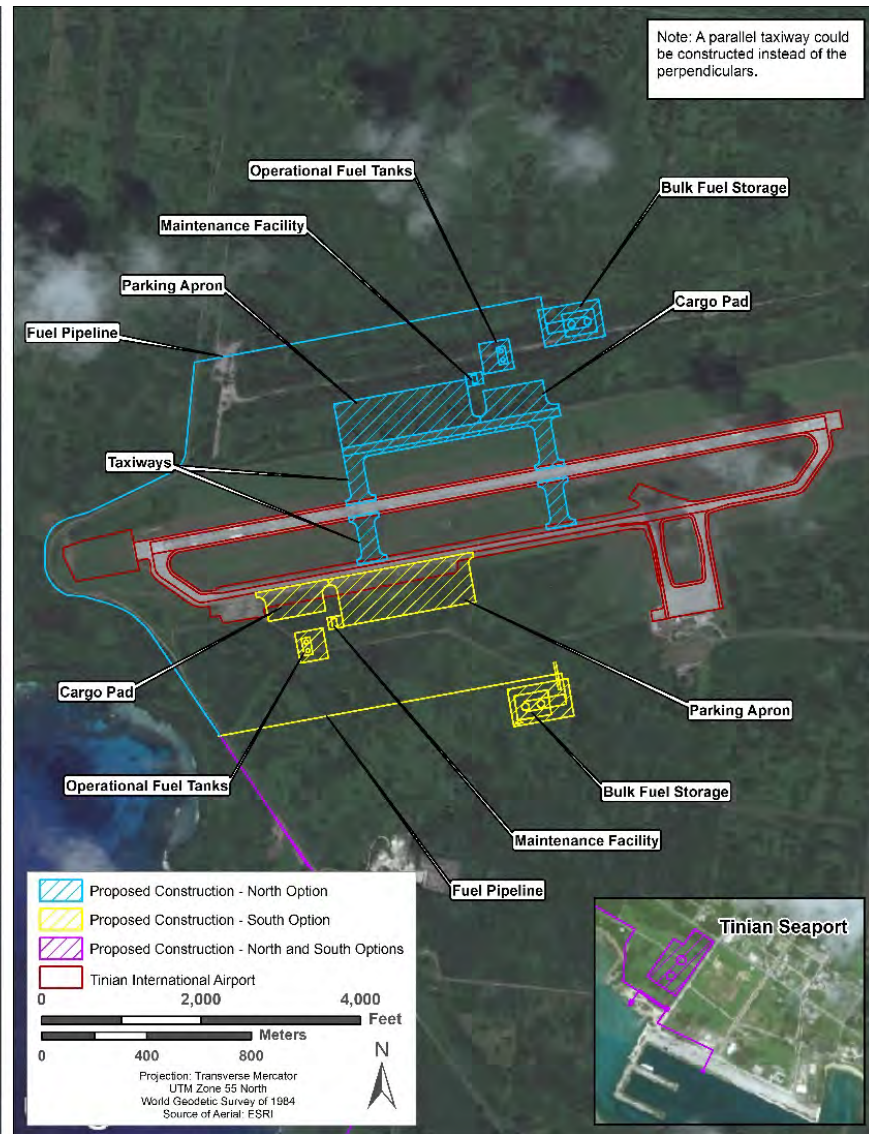 Note: A parallel taxiway could
be constructed instead of the
perpendiculars.
Operational Fuel Tanks
Bulk Fuel Storage
Maintenance Facility
Parking Apron
Cargo Pad
Fuel Pipeline
Taxiways
Cargo Pad
Parking Apron
Operational Fuel Tanks
Bulk Fuel Storage
Maintenance Facility
Fuel Pipeline
Proposed Construction - North Option
Proposed Construction - South Option
Proposed Construction - North and South Options
Tinian International Airport
0 2,000 4,000
Feet
Meters
0 400 800
N
Projection: Transverse Mercator
UTM Zone 55 North
World Geodetic Survey of 1984
Source of Aerial: ESRI
Tinian Seaport